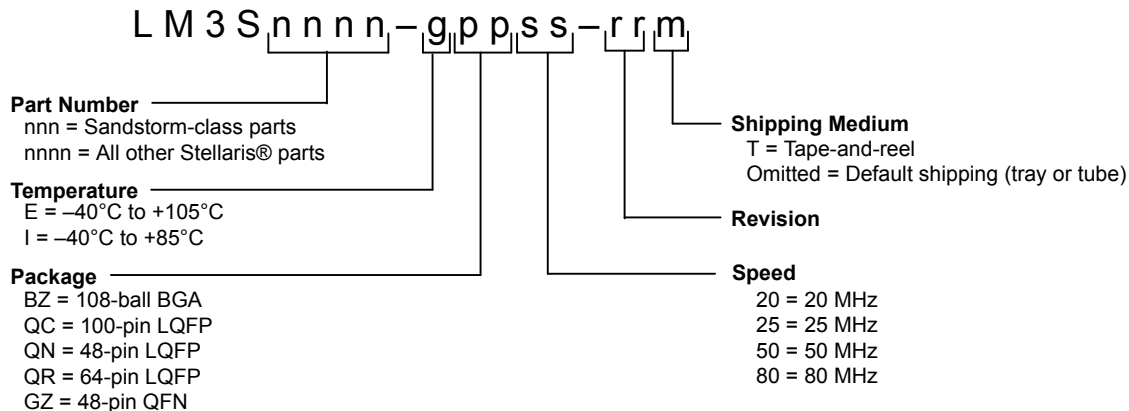 LM3Snnnn–gppss–rrm
Part Number
nnn = Sandstorm-class parts
nnnn = All other Stellaris® parts
Temperature
E = –40°C to +105°C
I = –40°C to +85°C
Package
BZ = 108-ball BGA
QC = 100-pin LQFP
QN = 48-pin LQFP
QR = 64-pin LQFP
GZ = 48-pin QFN
Shipping Medium
T = Tape-and-reel
Omitted = Default shipping (tray or tube)
Revision
Speed
20 = 20 MHz
25 = 25 MHz
50 = 50 MHz
80 = 80 MHz